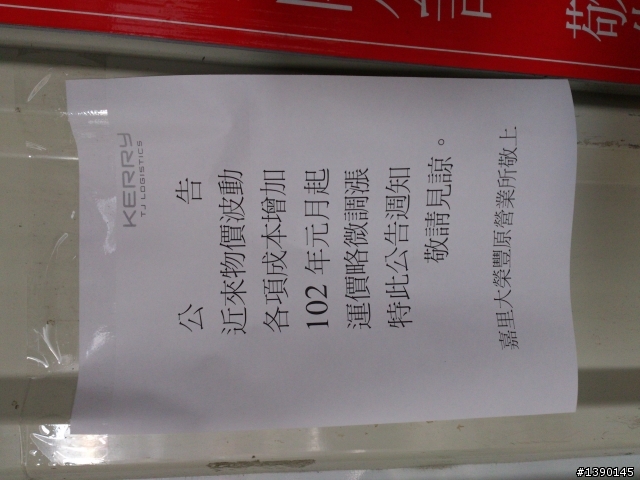 KERRY
TJ LOGISTICS
公告
近來物價波動
各項成本增加
102 年元月起
運價略微調漲
特此公告週知
敬請見諒。
嘉里大榮豐原營業所敬上
#1390145